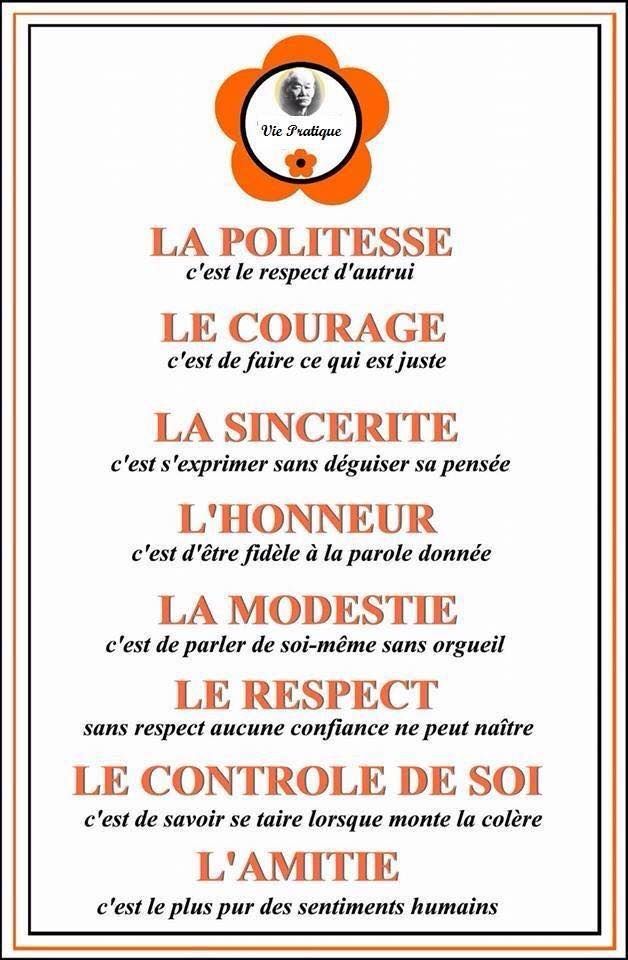 Vie Pratique
LA POLITESSE
c'est le respect d'autrui
LE COURAGE
c'est de faire ce qui est juste
LA SINCERITE
c'est s'exprimer sans déguiser sa pensée
L'HONNEUR
c'est d'être fidèle à la parole donnée
LA MODESTIE
c'est de parler de soi-même sans orgueil
LE RESPECT
sans respect aucune confiance ne peut naître
LE CONTROLE DE SOI
c'est de savoir se taire lorsque monte la colère
L'AMITIE
c'est le plus pur des sentiments humains